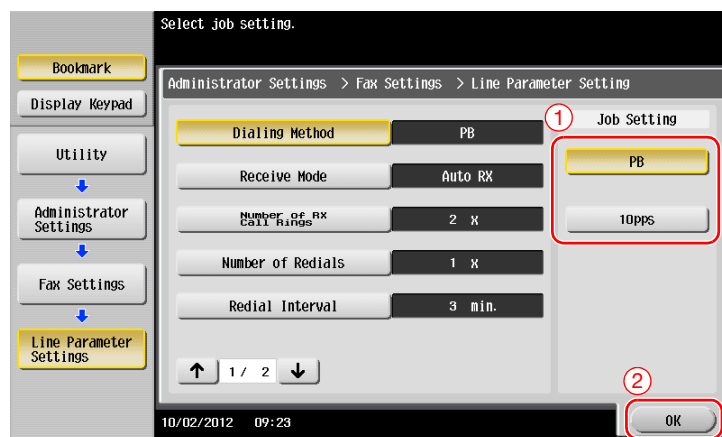 Select job setting.
Bookmark
Display Keypad
Utility
Administrator
Settings
Fax Settings
Line Parameter
Settings
Administrator Settings > Fax Settings > Line Parameter Setting
Dialing Method PB
Receive Mode Auto RX
Number of RX
Call Rings 2 X
Number of Redials 1 X
Redial Interval 3 min.
↑ 1/ 2 ↓
1 Job Setting
PB
10pps
2
OK
10/02/2012 09:23